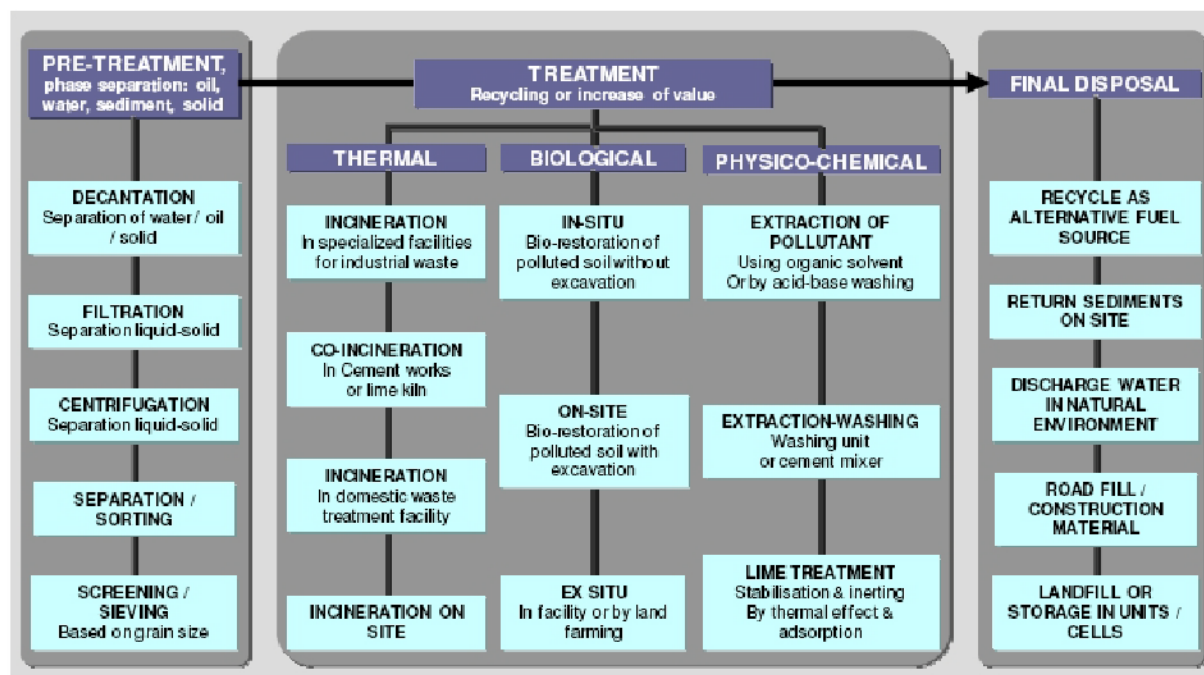 PRE-TREATMENT,
phase separation: oil,
water, sediment, solid
DECANTATION
Separation of water / oil
/ solid
FILTRATION
Separation liquid-solid
CENTRIFUGATION
Separation liquid-solid
SEPARATION /
SORTING
SCREENING /
SIEVING
Based on grain size
TREATMENT
Recycling or increase of value
THERMAL
INCINERATION
In specialized facilities
for industrial waste
CO-INCINERATION
In Cement works
or lime kiln
INCINERATION
In domestic waste
treatment facility
INCINERATION ON
SITE
BIOLOGICAL
IN-SITU
Bio-restoration of
polluted soil without
excavation
ON-SITE
Bio-restoration of
polluted soil with
excavation
EX SITU
In facility or by land
farming
PHYSICO-CHEMICAL
EXTRACTION OF
POLLUTANT
Using organic solvent
Or by acid-base washing
EXTRACTION-WASHING
Washing unit
or cement mixer
LIME TREATMENT
Stabilisation & inerting
By thermal effect &
adsorption
FINAL DISPOSAL
RECYCLE AS
ALTERNATIVE FUEL
SOURCE
RETURN SEDIMENTS
ON SITE
DISCHARGE WATER
IN NATURAL
ENVIRONMENT
ROAD FILL /
CONSTRUCTION
MATERIAL
LANDFILL OR
STORAGE IN UNITS /
CELLS